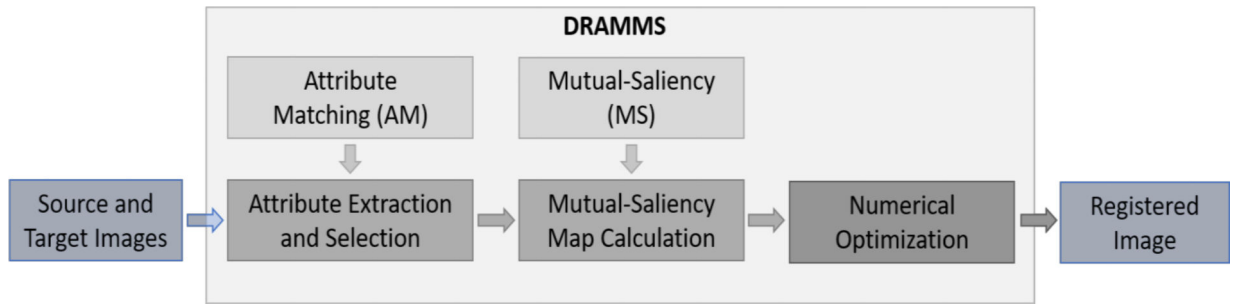 DRAMMS
Attribute
Matching (AM)
Mutual-Saliency
(MS)
Source and
Target Images
Attribute Extraction
and Selection
Mutual-Saliency
Map Calculation
Numerical
Optimization
Registered
Image